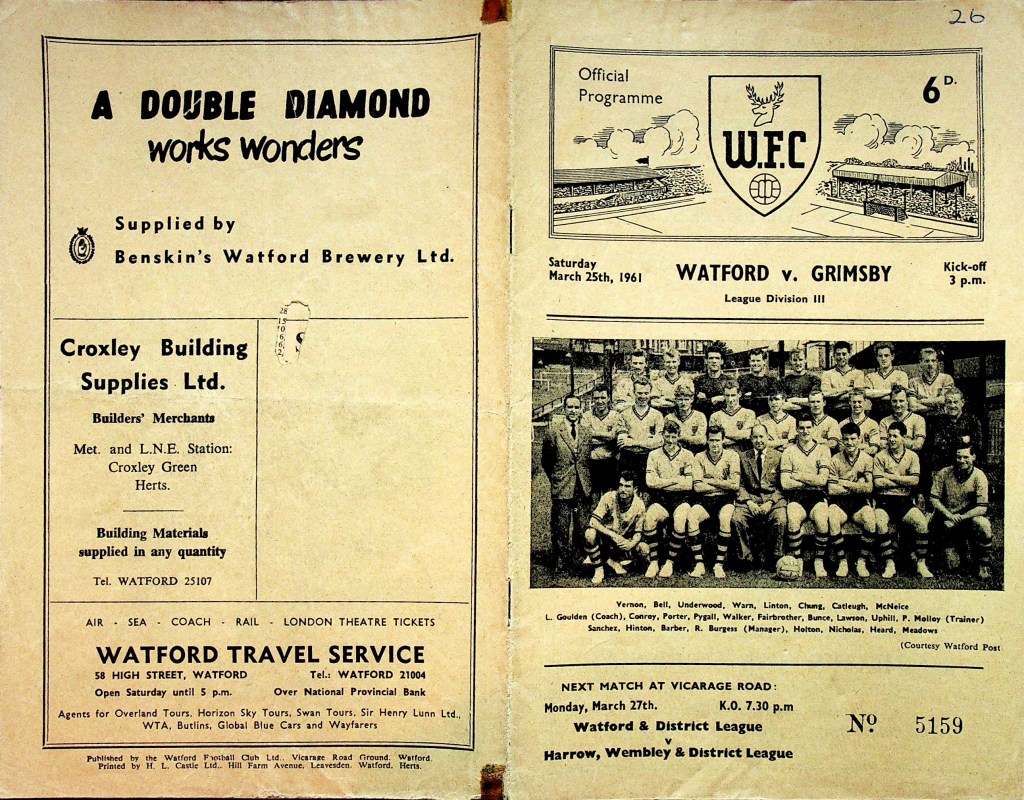 A DOUBLE DIAMOND
works wonders
Supplied by
Benskin's Watford Brewery Ltd.
Croxley Building
Supplies Ltd.
Builders' Merchants
Met. and L.N.E. Station:
Croxley Green
Herts.
Building Materials
supplied in any quantity
Tel. WATFORD 25107
28
15
10
16
16
AIR - SEA - COACH - RAIL - LONDON THEATRE TICKETS
WATFORD TRAVEL SERVICE
58 HIGH STREET, WATFORD Tel.: WATFORD 21004
Open Saturday until 5 p.m. Over National Provincial Bank
Agents for Overland Tours, Horizon Sky Tours, Swan Tours, Sir Henry Lunn Ltd.,
WTA, Butlins, Global Blue Cars and Wayfarers
Published by the Watford Football Club Ltd., Vicarage Road Ground, Watford.
Printed by H. L. Castle Ltd., Hill Farm Avenue, Leavesden, Watford, Herts.
26
Official
Programme
6D.
W.F.C
Saturday
March 25th, 1961
WATFORD v. GRIMSBY
Kick-off
3 p.m.
League Division III
Vernon, Bell, Underwood, Warn, Linton, Chung, Catleugh, McNeice
L. Goulden (Coach), Conroy, Porter, Pygall, Walker, Fairbrother, Bunce, Lawson, Uphill, P. Molloy (Trainer)
Sanchez, Hinton, Barber, R. Burgess (Manager), Holton, Nicholas, Heard, Meadows
(Courtesy Watford Post
NEXT MATCH AT VICARAGE ROAD:
Monday, March 27th. K.O. 7.30 p.m
Watford & District League
v
Harrow, Wembley & District League
No 5159